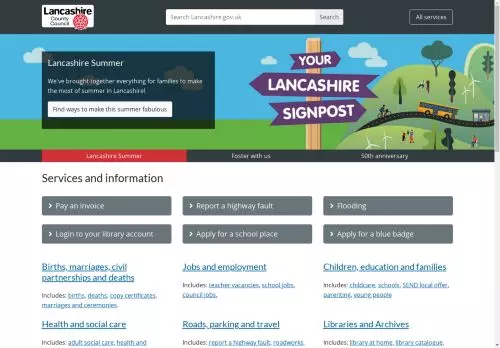 Lancashire
County
Council
Search Lancashire.gov.uk
All services
Lancashire Summer
We've brought together everything for families to make
the most of summer in Lancashire!
Find ways to make this summer fabulous
YOUR
LANCASHIRE
SIGNPOST
Lancashire Summer
Foster with us
50th anniversary
Services and information
Pay an invoice
Report a highway fault
Flooding
Login to your library account
Apply for a school place
Apply for a blue badge
Births, marriages, civil
partnerships and deaths
Includes: births, deaths, copy certificates,
marriages and ceremonies.
Jobs and employment
Includes: teacher vacancies, school jobs,
council jobs.
Children, education and families
Includes: childcare, schools, SEND local offer,
parenting, young people
Health and social care
Includes: adult social care, health and
Roads, parking and travel
Includes: report a highway fault, roadworks,
Libraries and Archives
Includes: library at home, library catalogue,